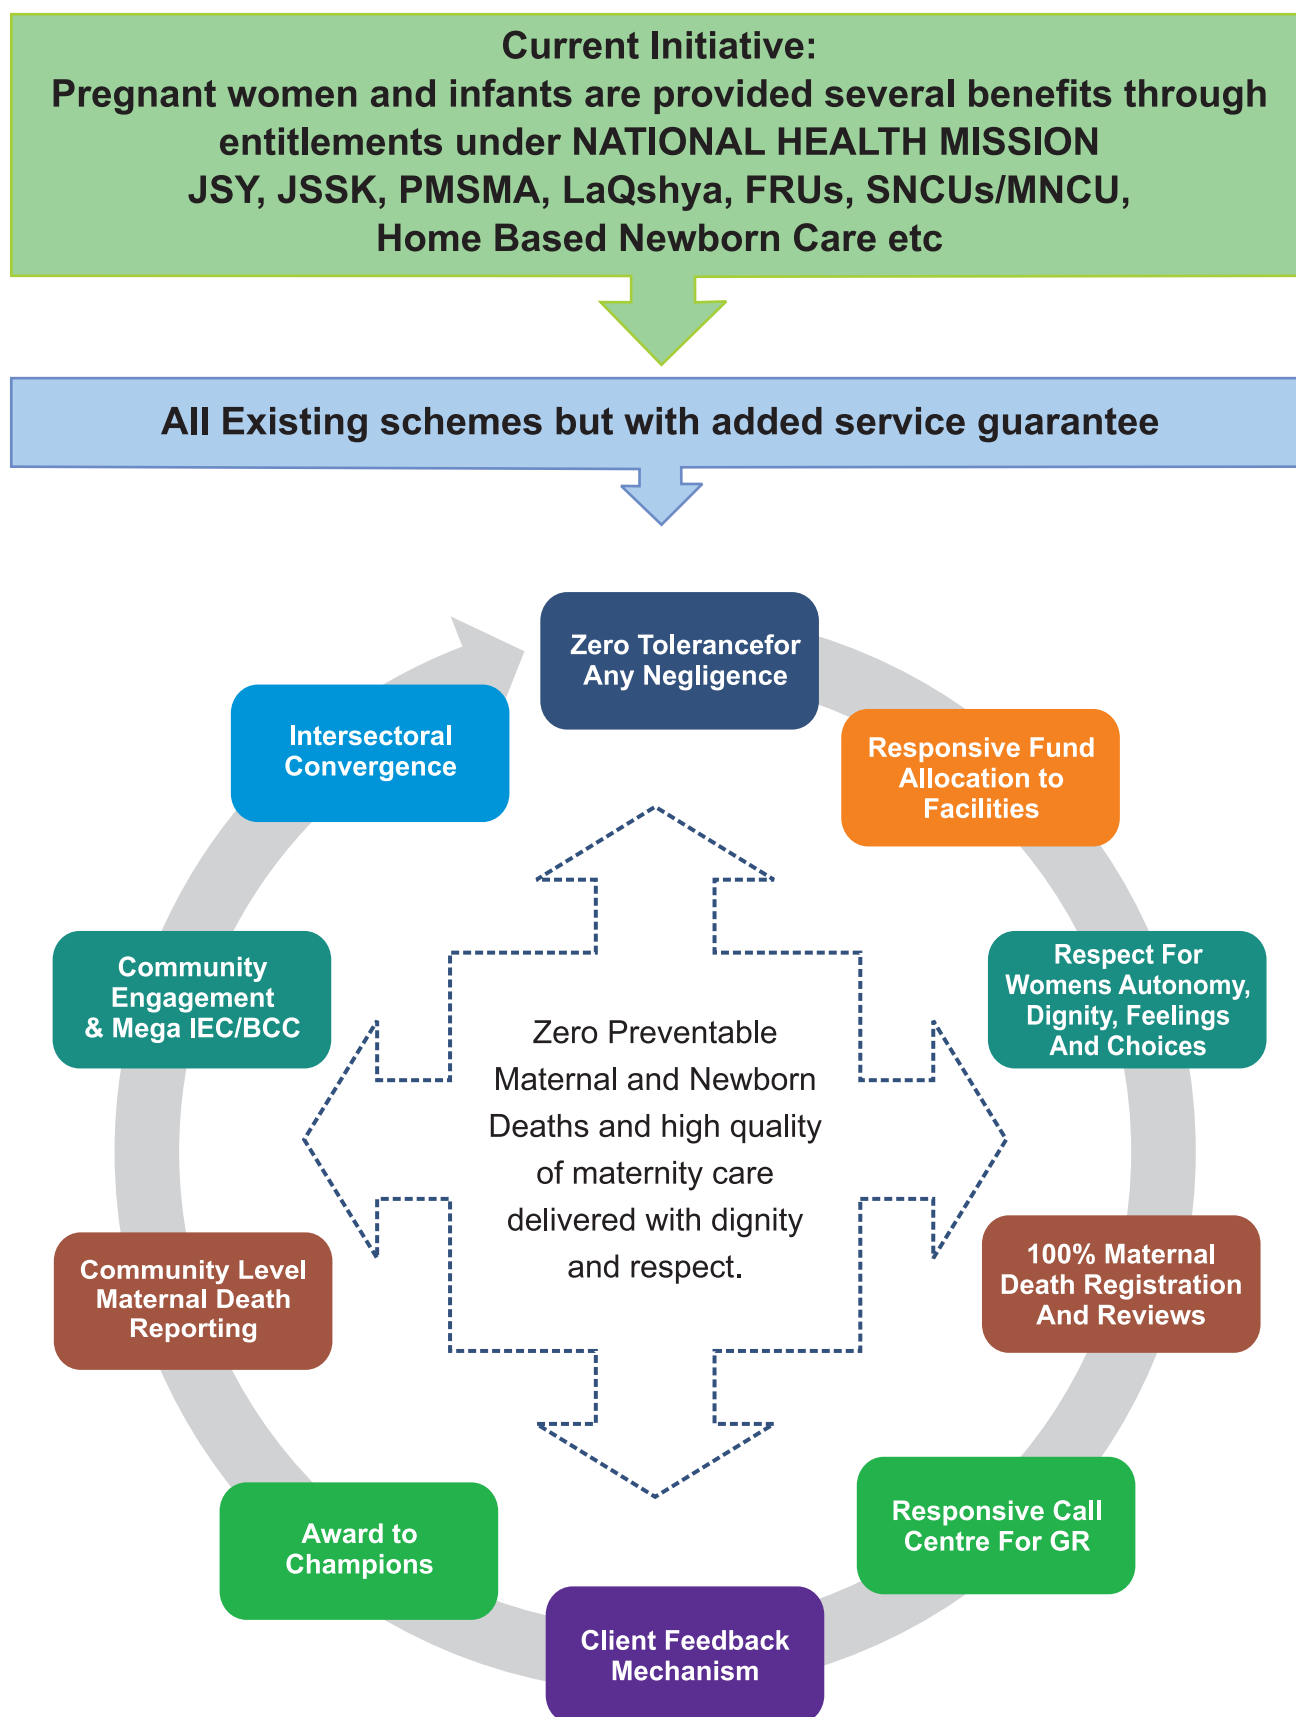 Current Initiative:
Pregnant women and infants are provided several benefits through
entitlements under NATIONAL HEALTH MISSION
JSY, JSSK, PMSMA, LaQshya, FRUs, SNCUs/MNCU,
Home Based Newborn Care etc
All Existing schemes but with added service guarantee
Zero Tolerancefor
Any Negligence
Responsive Fund
Allocation to
Facilities
Respect For
Womens Autonomy,
Dignity, Feelings
And Choices
100% Maternal
Death Registration
And Reviews
Responsive Call
Centre For GR
Client Feedback
Mechanism
Award to
Champions
Community Level
Maternal Death
Reporting
Community
Engagement
& Mega IEC/BCC
Intersectoral
Convergence
Zero Preventable
Maternal and Newborn
Deaths and high quality
of maternity care
delivered with dignity
and respect.